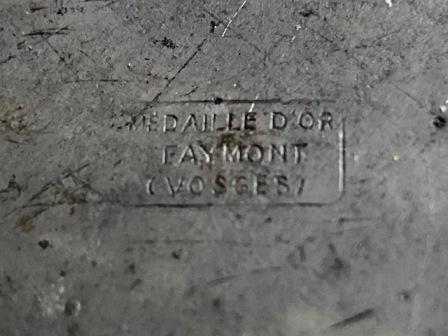 MEDAILLE D'OR
FAYMONT
(VOSGES)